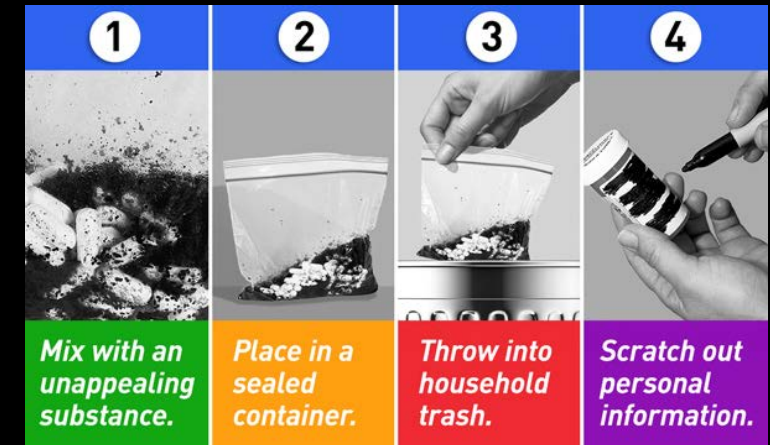 1
Mix with an
unappealing
substance.
2
Place in a
sealed
container.
3
Throw into
household
trash.
4
Scratch out
personal
information.